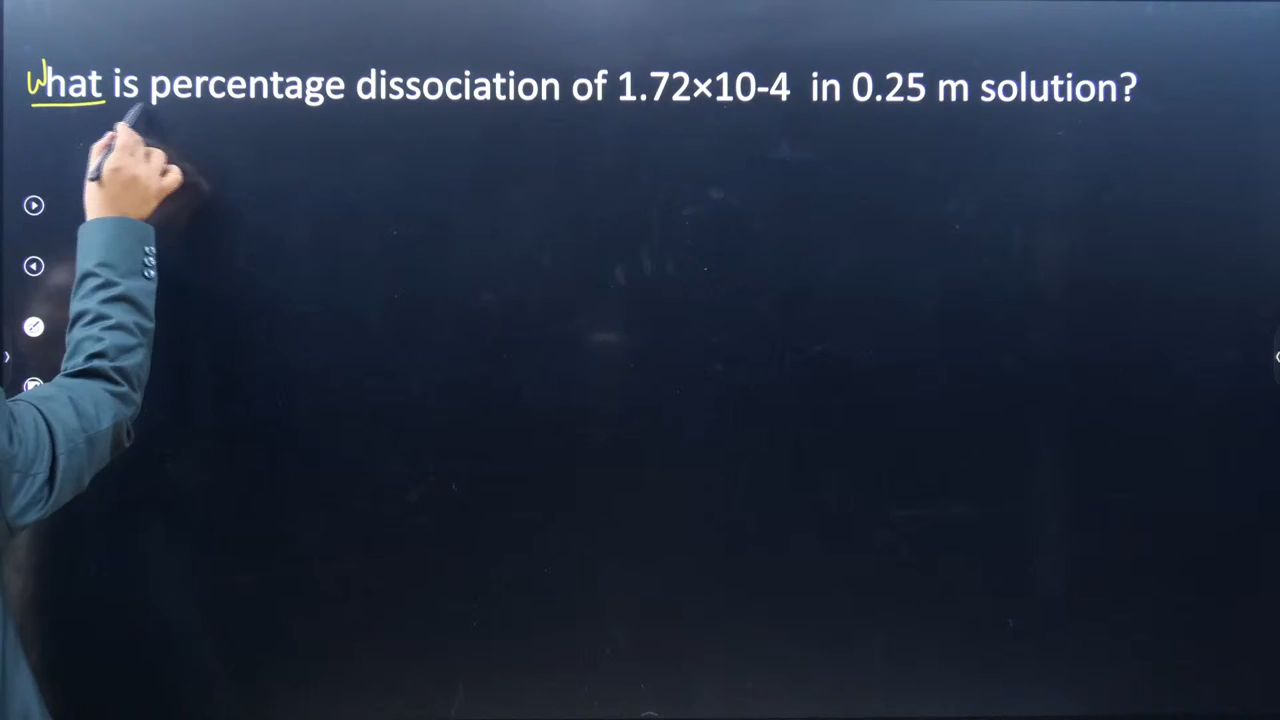 What is percentage dissociation of 1.72×10-4 in 0.25 m solution?